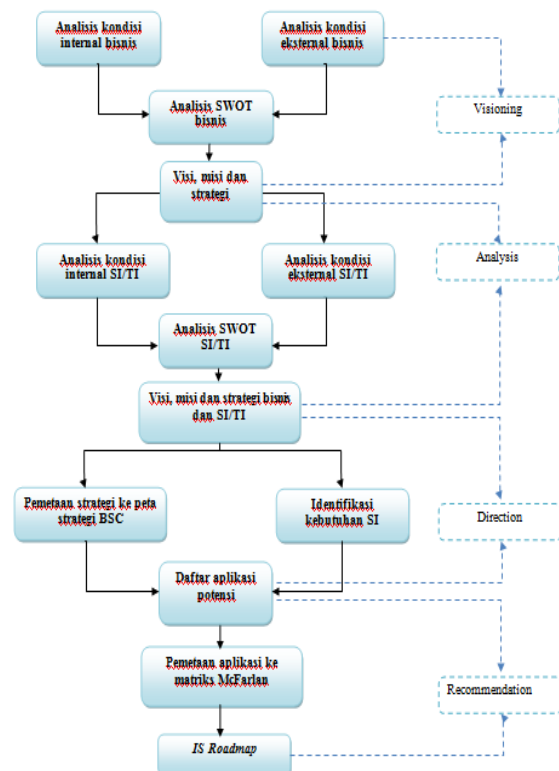 Analisis kondisi
internal bisnis
Analisis kondisi
eksternal bisnis
Analisis SWOT
bisnis
Visioning
Visi, misi dan
strategi
Analisis kondisi
internal SI/TI
Analisis kondisi
eksternal SI/TI
Analysis
Analisis SWOT
SI/TI
Visi, misi dan strategi bisnis
dan SI/TI
Pemetaan strategi ke peta
strategi BSC
Identifikasi
kebutuhan SI
Direction
Daftar aplikasi
potensi
Pemetaan aplikasi ke
matriks McFarlan
Recommendation
IS Roadmap